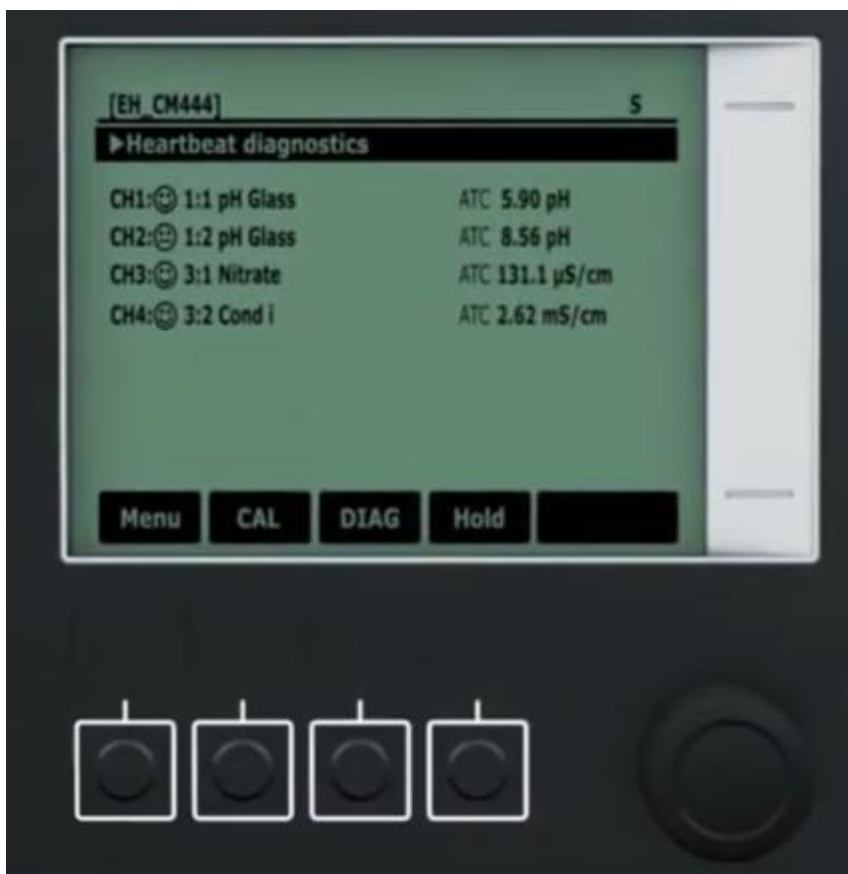 [EH_CM444] S
▶Heartbeat diagnostics
CH1:☺ 1:1 pH Glass ATC 5.90 pH
CH2:😐 1:2 pH Glass ATC 8.56 pH
CH3:☺ 3:1 Nitrate ATC 131.1 µS/cm
CH4:☺ 3:2 Cond i ATC 2.62 mS/cm
Menu CAL DIAG Hold